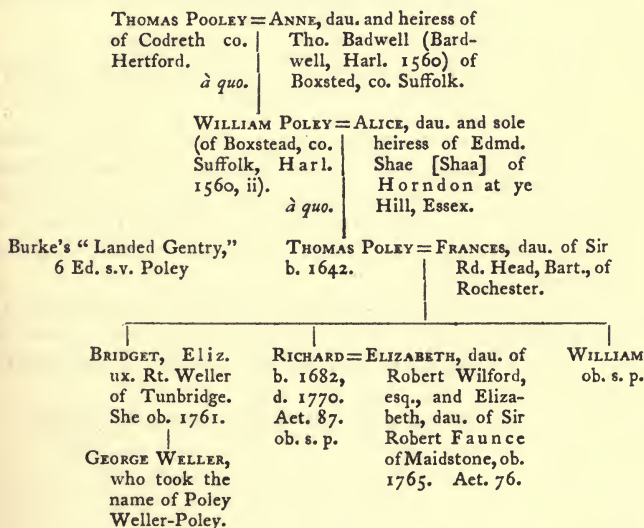 THOMAS POOLEY = ANNE, dau. and heiress of
of Codreth co. Tho. Badwell (Bard-
Hertford. well, Harl. 1560) of
à quo. Boxsted, co. Suffolk.
WILLIAM POLEY = ALICE, dau. and sole
(of Boxstead, co. heiress of Edmd.
Suffolk, Harl. Shae [Shaa] of
1560, ii). Horndon at ye
à quo. Hill, Essex.
Burke's "Landed Gentry," THOMAS POLEY = FRANCES, dau. of Sir
6 Ed. s.v. Poley b. 1642. Rd. Head, Bart., of
Rochester.
BRIDGET, Eliz.
ux. Rt. Weller
of Tunbridge.
She ob. 1761.
GEORGE WELLER,
who took the
name of Poley
Weller-Poley.
RICHARD = ELIZABETH, dau. of
b. 1682, Robert Wilford,
d. 1770. esq., and Eliza-
Aet. 87. beth, dau. of Sir
ob. s. p. Robert Faunce
of Maidstone, ob.
1765. Aet. 76.
WILLIAM
ob. s. p.